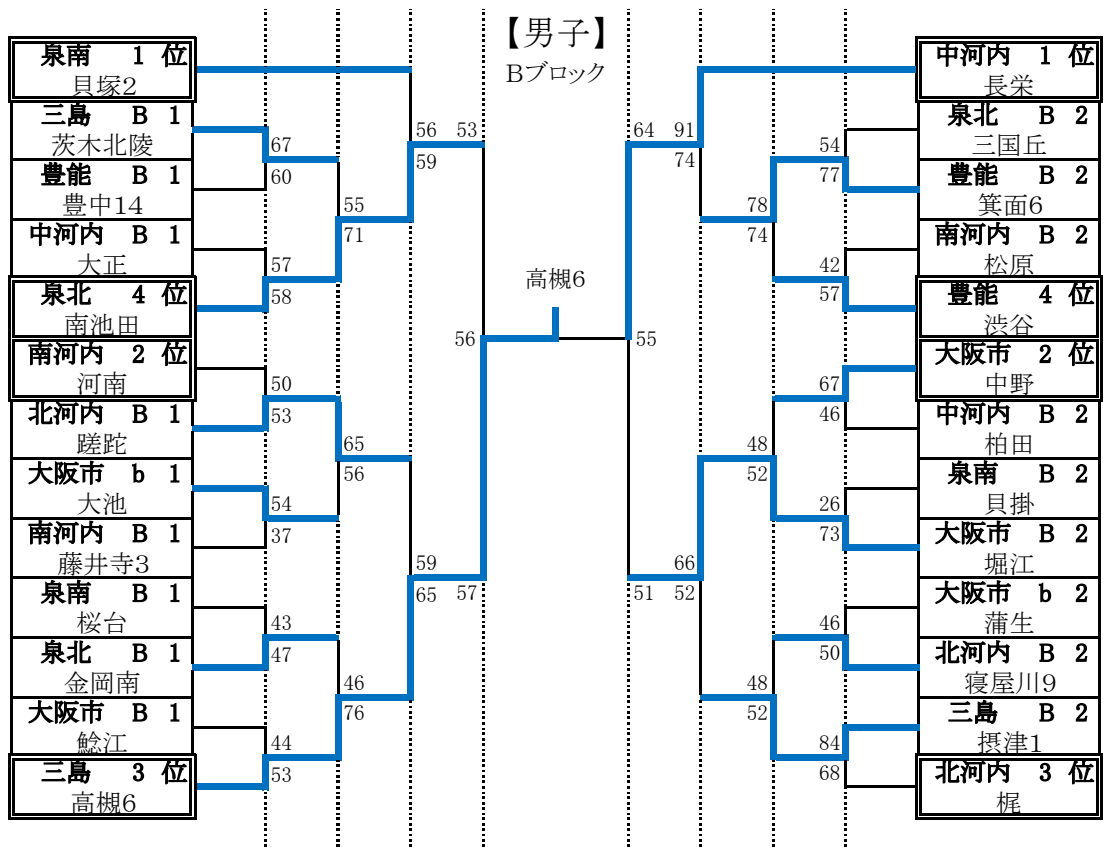 【男子】
Bブロック
泉南 1 位
貝塚2
三島 B 1
茨木北陵
豊能 B 1
豊中14
中河内 B 1
大正
泉北 4 位
南池田
南河内 2 位
河南
北河内 B 1
蹉跎
大阪市 b 1
大池
南河内 B 1
藤井寺3
泉南 B 1
桜台
泉北 B 1
金岡南
大阪市 B 1
鯰江
三島 3 位
高槻6
67
60
57
58
50
53
54
37
43
47
44
53
55
71
65
56
46
76
56 53
59
59
65 57
56
高槻6
55
64 91
74
66
51 52
78
74
48
52
48
52
54
77
42
57
67
46
26
73
46
50
84
68
中河内 1 位
長栄
泉北 B 2
三国丘
豊能 B 2
箕面6
南河内 B 2
松原
豊能 4 位
渋谷
大阪市 2 位
中野
中河内 B 2
柏田
泉南 B 2
貝掛
大阪市 B 2
堀江
大阪市 b 2
蒲生
北河内 B 2
寝屋川9
三島 B 2
摂津1
北河内 3 位
梶